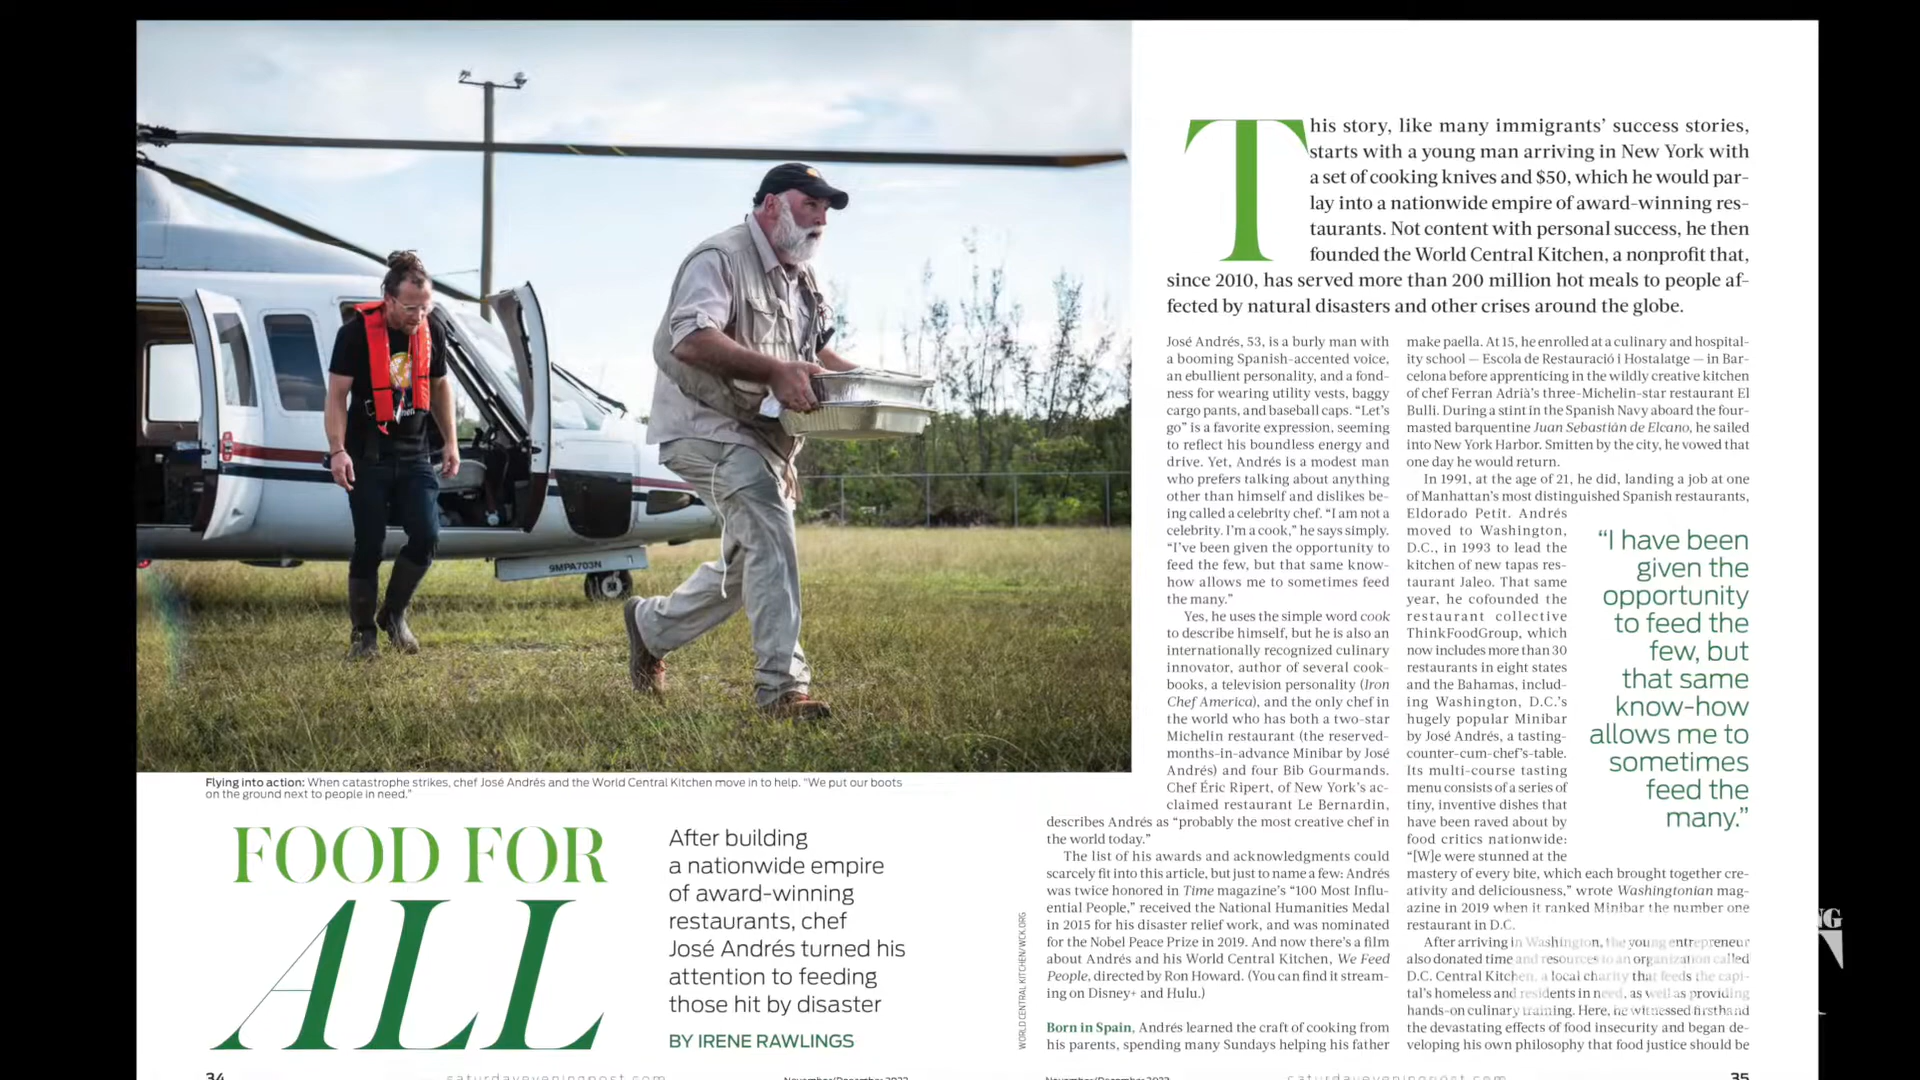 9MPA703N
Flying into action: When catastrophe strikes, chef José Andrés and the World Central Kitchen move in to help. "We put our boots
on the ground next to people in need."
FOOD FOR
ALL
After building
a nationwide empire
of award-winning
restaurants, chef
José Andrés turned his
attention to feeding
those hit by disaster
BY IRENE RAWLINGS
WORLD CENTRAL KITCHEN/WCK.ORG
This story, like many immigrants' success stories,
starts with a young man arriving in New York with
a set of cooking knives and $50, which he would par-
lay into a nationwide empire of award-winning res-
taurants. Not content with personal success, he then
founded the World Central Kitchen, a nonprofit that,
since 2010, has served more than 200 million hot meals to people af-
fected by natural disasters and other crises around the globe.
José Andrés, 53, is a burly man with
a booming Spanish-accented voice,
an ebullient personality, and a fond-
ness for wearing utility vests, baggy
cargo pants, and baseball caps. "Let's
go" is a favorite expression, seeming
to reflect his boundless energy and
drive. Yet, Andrés is a modest man
who prefers talking about anything
other than himself and dislikes be-
ing called a celebrity chef. "I am not a
celebrity. I'm a cook," he says simply.
"I've been given the opportunity to
feed the few, but that same know-
how allows me to sometimes feed
the many."
Yes, he uses the simple word cook
to describe himself, but he is also an
internationally recognized culinary
innovator, author of several cook-
books, a television personality (Iron
Chef America), and the only chef in
the world who has both a two-star
Michelin restaurant (the reserved-
months-in-advance Minibar by José
Andrés) and four Bib Gourmands.
Chef Éric Ripert, of New York's ac-
claimed restaurant Le Bernardin,
describes Andrés as "probably the most creative chef in
the world today."
The list of his awards and acknowledgments could
scarcely fit into this article, but just to name a few: Andrés
was twice honored in Time magazine's "100 Most Influ-
ential People," received the National Humanities Medal
in 2015 for his disaster relief work, and was nominated
for the Nobel Peace Prize in 2019. And now there's a film
about Andrés and his World Central Kitchen, We Feed
People, directed by Ron Howard. (You can find it stream-
ing on Disney+ and Hulu.)
Born in Spain, Andrés learned the craft of cooking from
his parents, spending many Sundays helping his father
make paella. At 15, he enrolled at a culinary and hospital-
ity school — Escola de Restauració i Hostalatge — in Bar-
celona before apprenticing in the wildly creative kitchen
of chef Ferran Adrià's three-Michelin-star restaurant El
Bulli. During a stint in the Spanish Navy aboard the four-
masted barquentine Juan Sebastián de Elcano, he sailed
into New York Harbor. Smitten by the city, he vowed that
one day he would return.
In 1991, at the age of 21, he did, landing a job at one
of Manhattan's most distinguished Spanish restaurants,
Eldorado Petit. Andrés
moved to Washington,
D.C., in 1993 to lead the
kitchen of new tapas res-
taurant Jaleo. That same
year, he cofounded the
restaurant collective
ThinkFoodGroup, which
now includes more than 30
restaurants in eight states
and the Bahamas, includ-
ing Washington, D.C.'s
hugely popular Minibar
by José Andrés, a tasting-
counter-cum-chef's-table.
Its multi-course tasting
menu consists of a series of
tiny, inventive dishes that
have been raved about by
food critics nationwide:
"[W]e were stunned at the
mastery of every bite, which each brought together cre-
ativity and deliciousness," wrote Washingtonian mag-
azine in 2019 when it ranked Minibar the number one
restaurant in D.C.
After arriving in Washington, the young entrepreneur
also donated time and resources to an organization called
D.C. Central Kitchen, a local charity that feeds the capi-
tal's homeless and residents in need, as well as providing
hands-on culinary training. Here, he witnessed firsthand
the devastating effects of food insecurity and began de-
veloping his own philosophy that food justice should be
"I have been
given the
opportunity
to feed the
few, but
that same
know-how
allows me to
sometimes
feed the
many."
34
saturdayeveningpost.com
November/December 2022
November/December 2022
saturdayeveningpost.com
35
NG